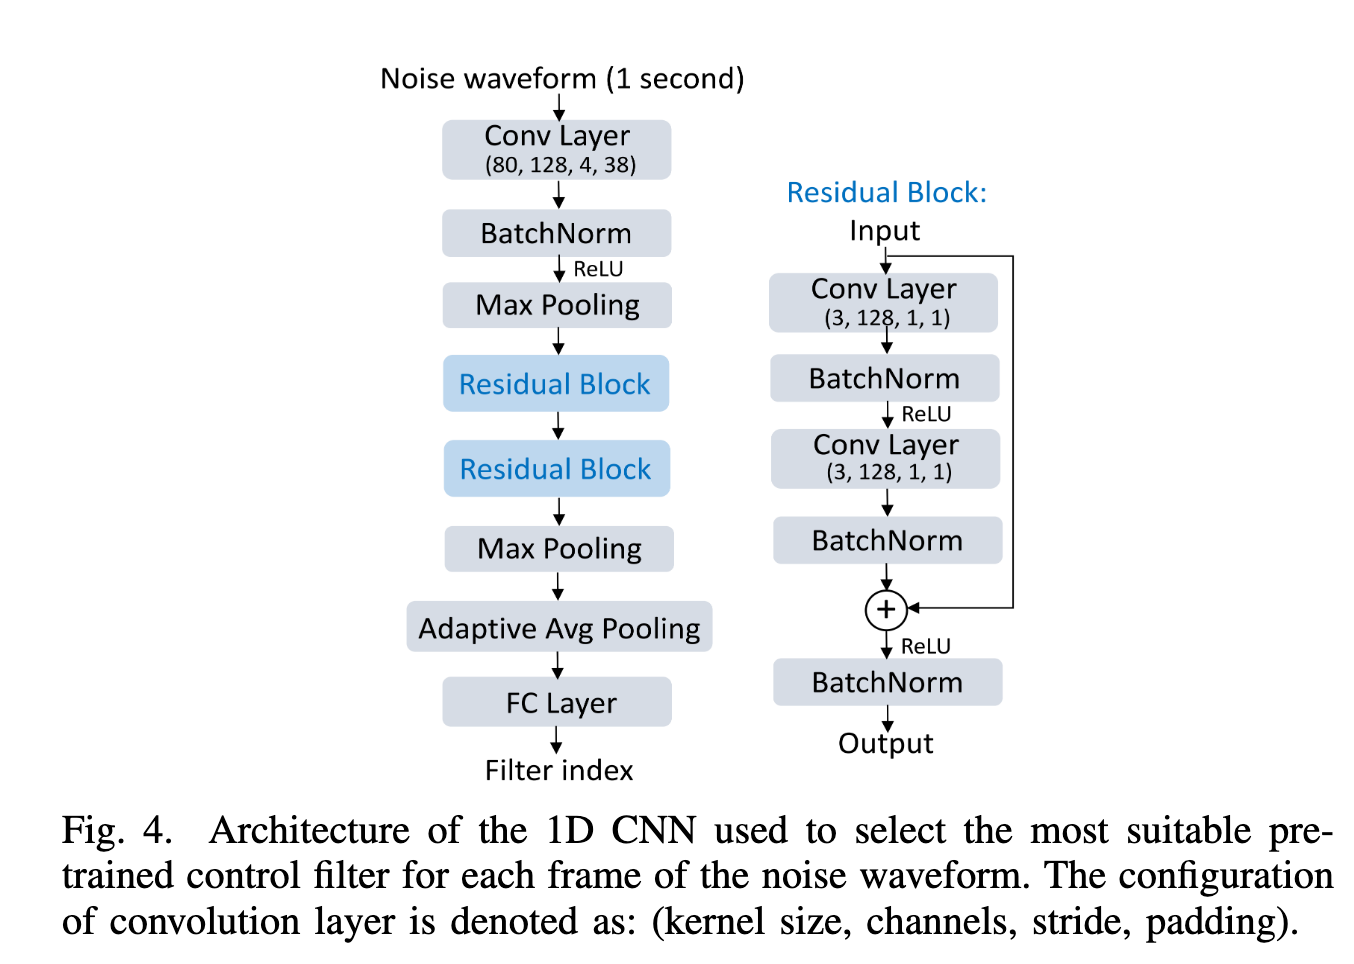 Noise waveform (1 second)
Conv Layer
(80, 128, 4, 38)
BatchNorm
ReLU
Max Pooling
Residual Block
Residual Block
Max Pooling
Adaptive Avg Pooling
FC Layer
Filter index
Residual Block:
Input
Conv Layer
(3, 128, 1, 1)
BatchNorm
ReLU
Conv Layer
(3, 128, 1, 1)
BatchNorm
+
ReLU
BatchNorm
Output
Fig. 4. Architecture of the 1D CNN used to select the most suitable pre-
trained control filter for each frame of the noise waveform. The configuration
of convolution layer is denoted as: (kernel size, channels, stride, padding).